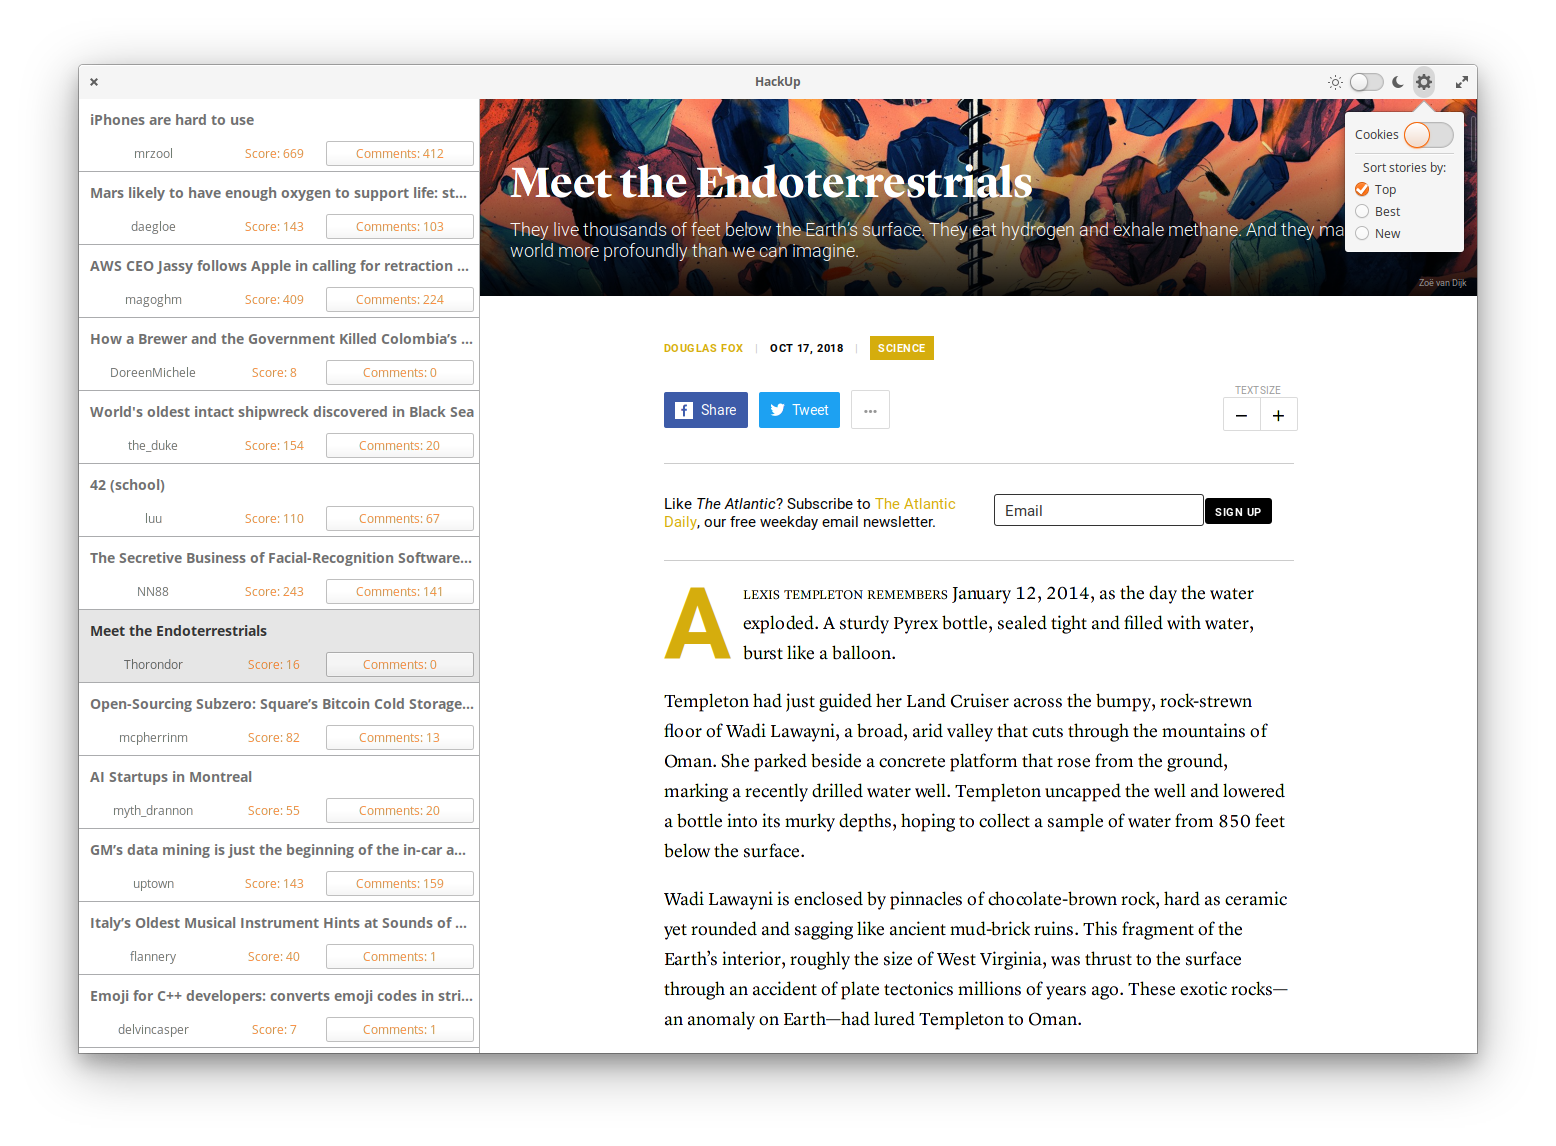 HackUp
iPhones are hard to use
mrzool Score: 669 Comments: 412
Mars likely to have enough oxygen to support life: st...
daegloe Score: 143 Comments: 103
AWS CEO Jassy follows Apple in calling for retraction ...
magoghm Score: 409 Comments: 224
How a Brewer and the Government Killed Colombia’s ...
DoreenMichele Score: 8 Comments: 0
World's oldest intact shipwreck discovered in Black Sea
the_duke Score: 154 Comments: 20
42 (school)
luu Score: 110 Comments: 67
The Secretive Business of Facial-Recognition Software...
NN88 Score: 243 Comments: 141
Meet the Endoterrestrials
Thorondor Score: 16 Comments: 0
Open-Sourcing Subzero: Square’s Bitcoin Cold Storage...
mcpherrinm Score: 82 Comments: 13
AI Startups in Montreal
myth_drannon Score: 55 Comments: 20
GM’s data mining is just the beginning of the in-car a...
uptown Score: 143 Comments: 159
Italy’s Oldest Musical Instrument Hints at Sounds of ...
flannery Score: 40 Comments: 1
Emoji for C++ developers: converts emoji codes in stri...
delvincasper Score: 7 Comments: 1
Cookies
Sort stories by:
Top
Best
New
Meet the Endoterrestrials
They live thousands of feet below the Earth’s surface. They eat hydrogen and exhale methane. And they ma
world more profoundly than we can imagine.
Zoë van Dijk
DOUGLAS FOX | OCT 17, 2018 | SCIENCE
Share Tweet ...
TEXT SIZE
− +
Like The Atlantic? Subscribe to The Atlantic
Daily, our free weekday email newsletter.
Email SIGN UP
ALEXIS TEMPLETON REMEMBERS January 12, 2014, as the day the water
exploded. A sturdy Pyrex bottle, sealed tight and filled with water,
burst like a balloon.
Templeton had just guided her Land Cruiser across the bumpy, rock-strewn
floor of Wadi Lawayni, a broad, arid valley that cuts through the mountains of
Oman. She parked beside a concrete platform that rose from the ground,
marking a recently drilled water well. Templeton uncapped the well and lowered
a bottle into its murky depths, hoping to collect a sample of water from 850 feet
below the surface.
Wadi Lawayni is enclosed by pinnacles of chocolate-brown rock, hard as ceramic
yet rounded and sagging like ancient mud-brick ruins. This fragment of the
Earth’s interior, roughly the size of West Virginia, was thrust to the surface
through an accident of plate tectonics millions of years ago. These exotic rocks—
an anomaly on Earth—had lured Templeton to Oman.